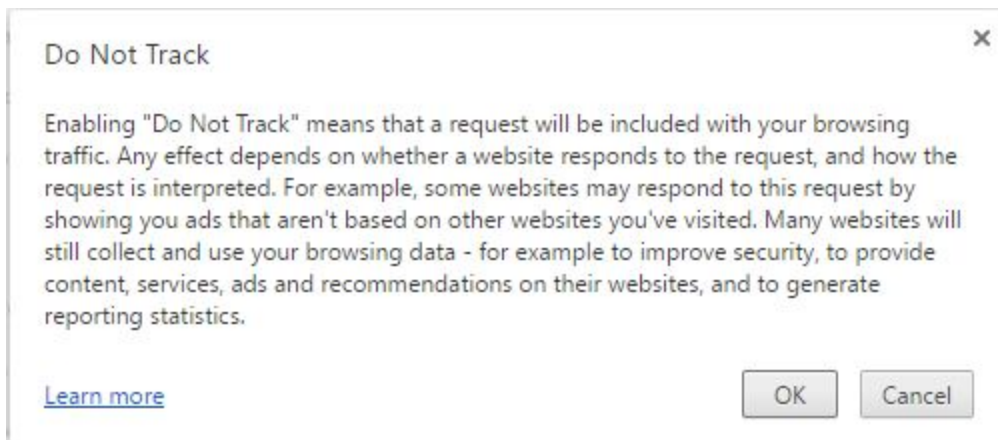 Do Not Track
Enabling "Do Not Track" means that a request will be included with your browsing
traffic. Any effect depends on whether a website responds to the request, and how the
request is interpreted. For example, some websites may respond to this request by
showing you ads that aren't based on other websites you've visited. Many websites will
still collect and use your browsing data - for example to improve security, to provide
content, services, ads and recommendations on their websites, and to generate
reporting statistics.
Learn more
OK
Cancel